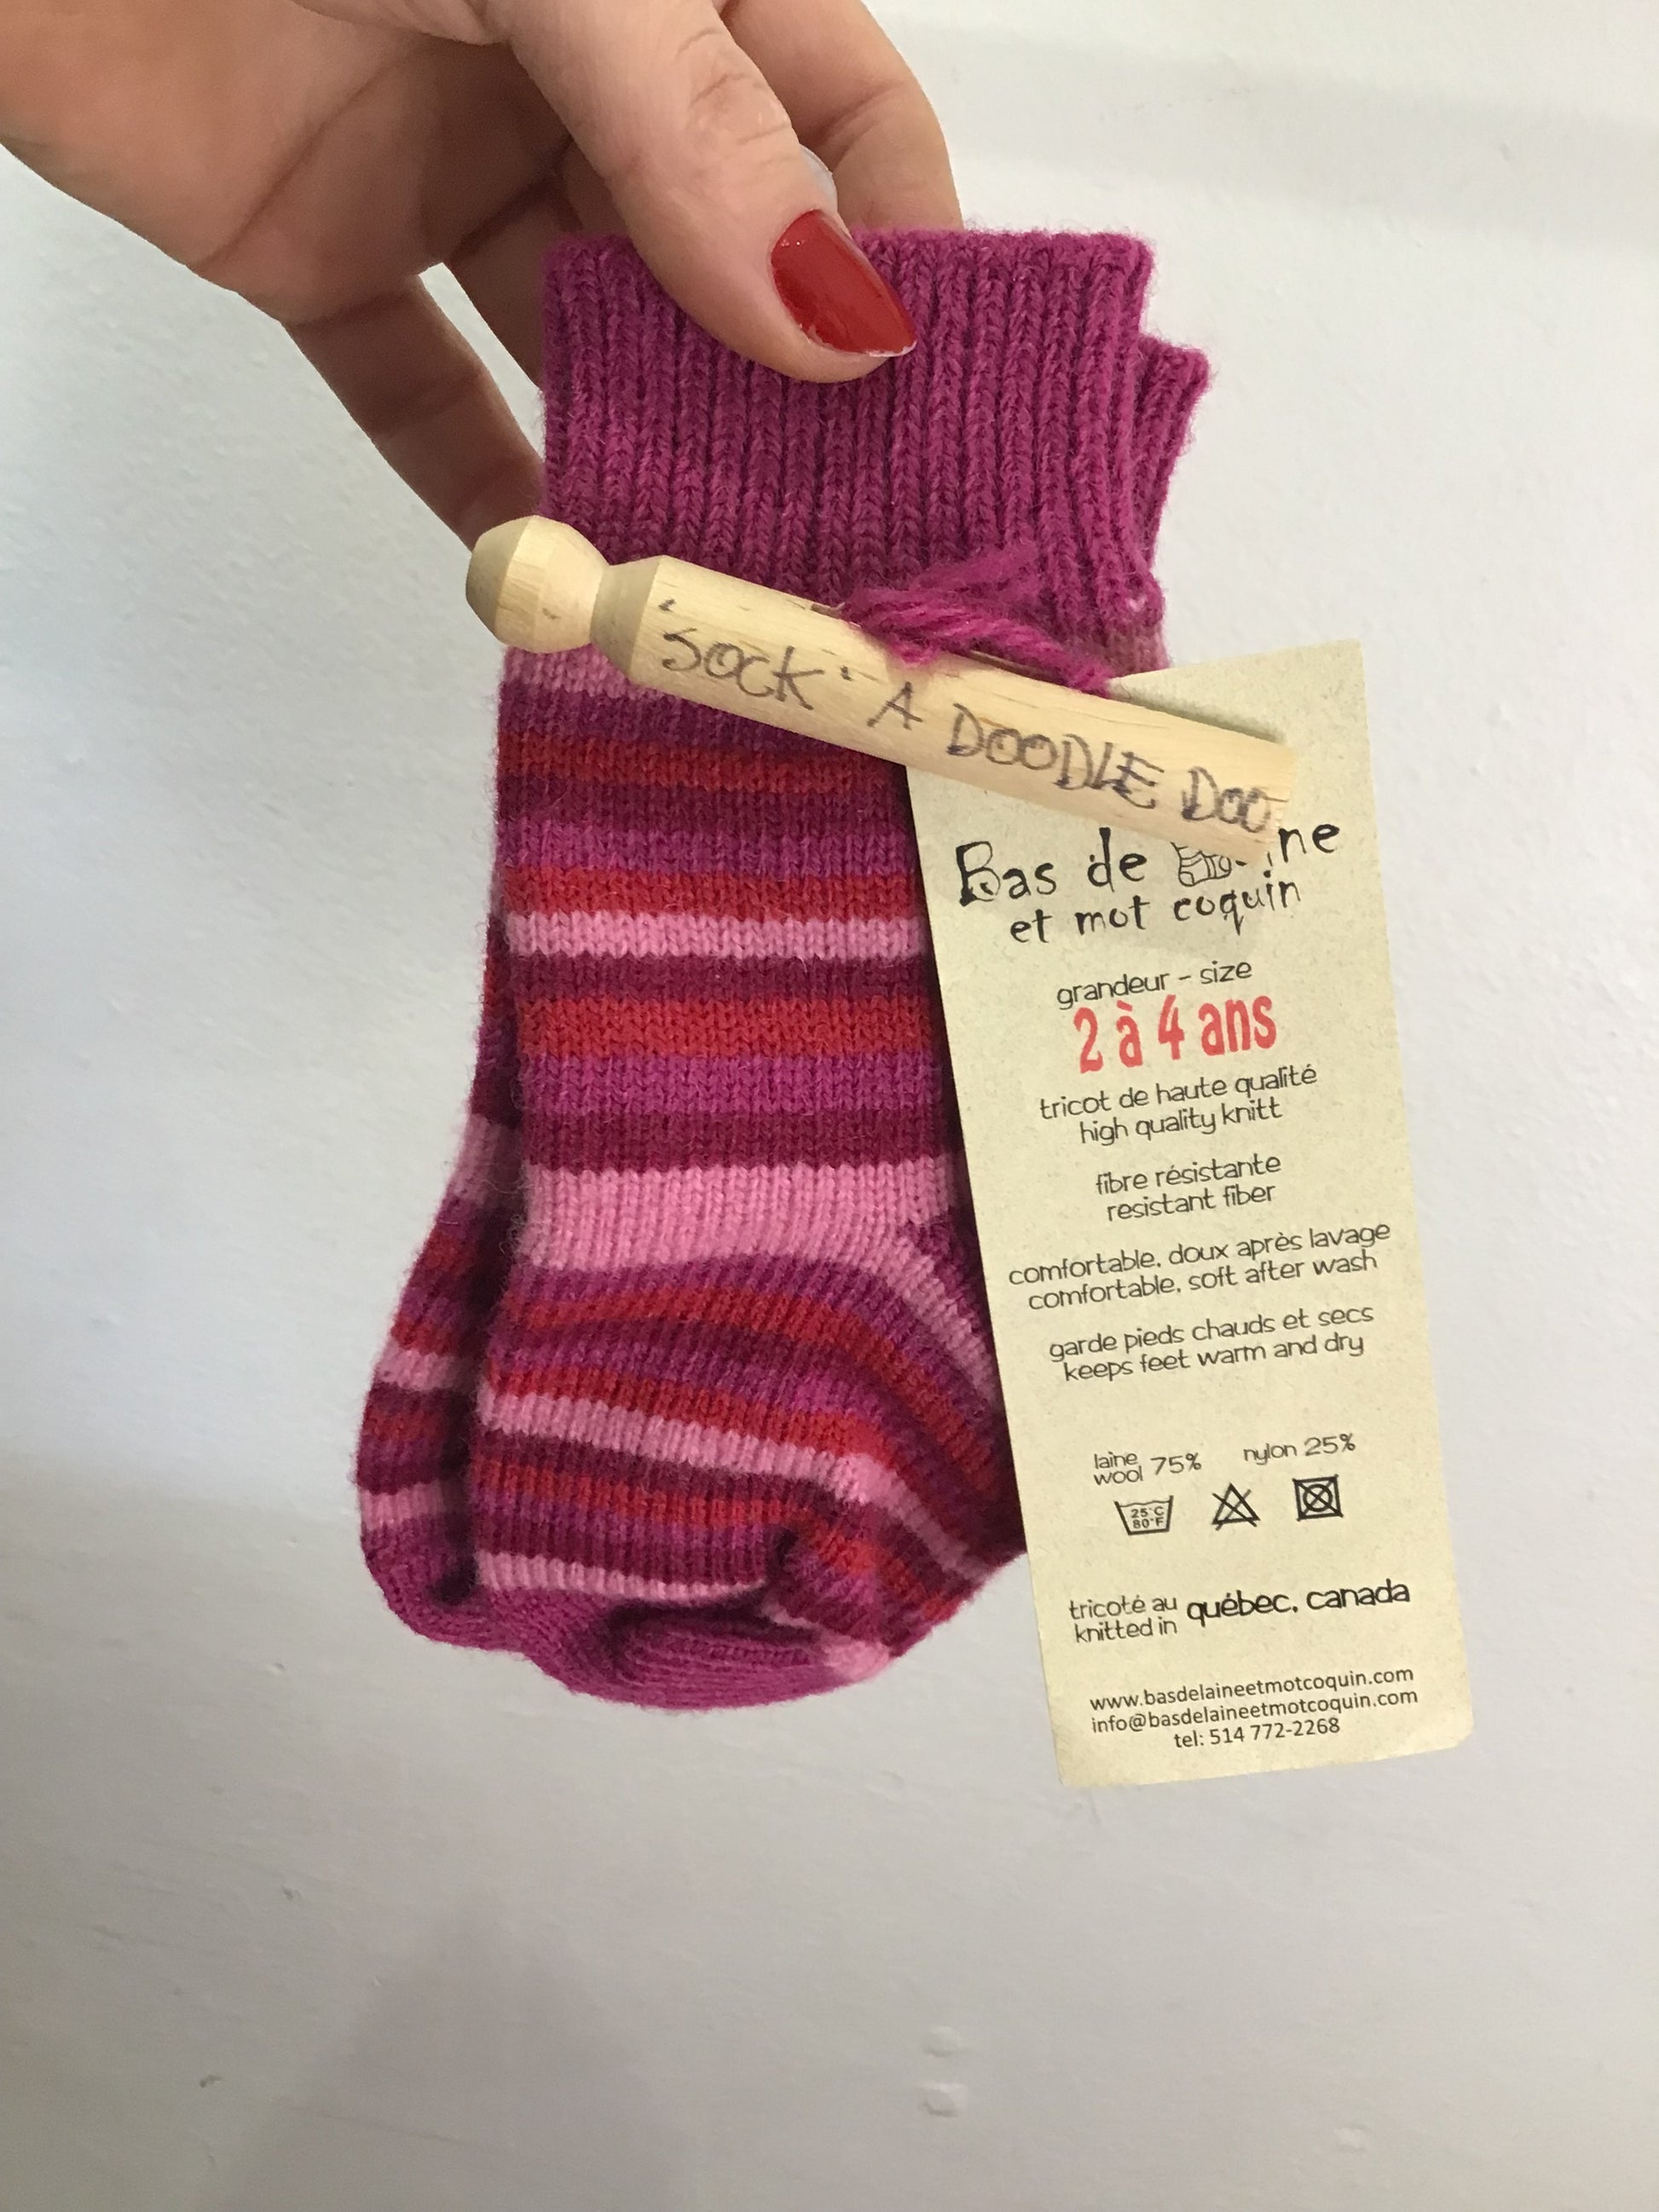 'SOCK' A DOODLE DOO
Bas de
et mot coquin
grandeur - size
2 à 4 ans
tricot de haute qualité
high quality knitt
fibre résistante
resistant fiber
comfortable, doux après lavage
comfortable, soft after wash
garde pieds chauds et secs
keeps feet warm and dry
laine
wool 75% nylon 25%
25°C
80°F
tricoté au
knitted in québec, canada
www.basdelaineetmotcoquin.com
info@basdelaineetmotcoquin.com
tel: 514 772-2268